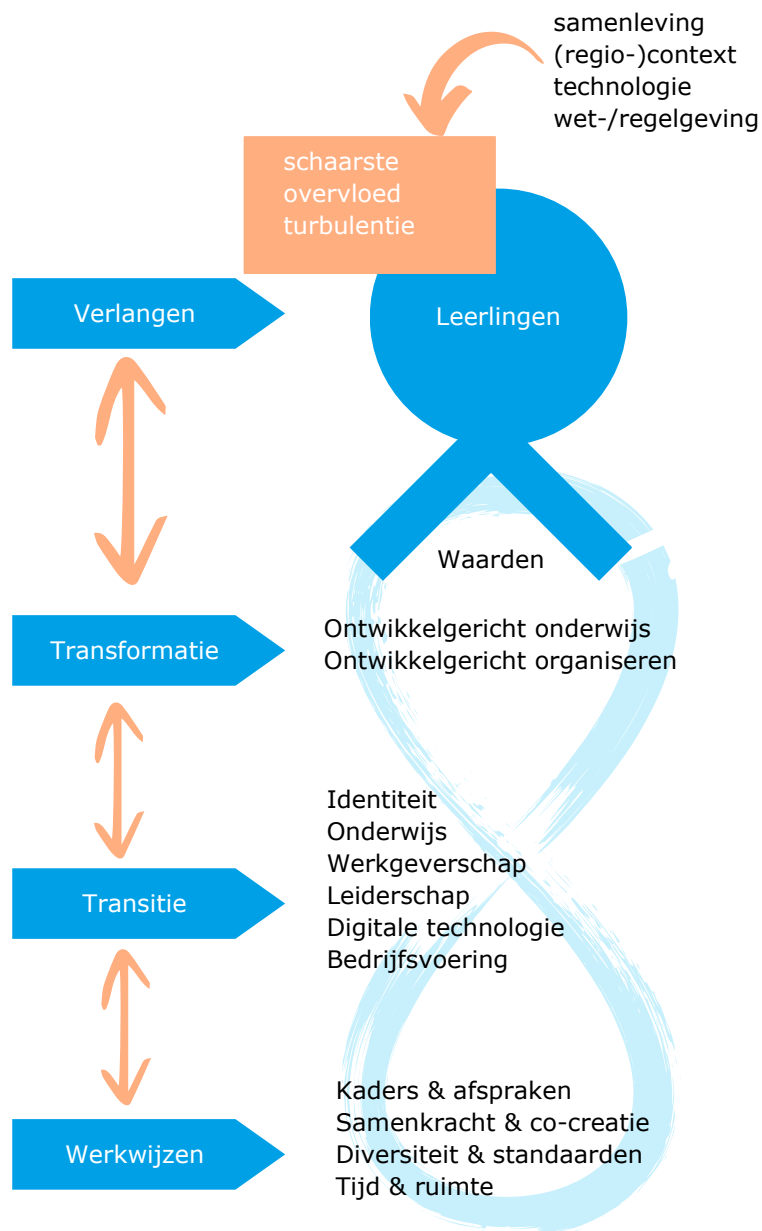 samenleving
(regio-)context
technologie
wet-/regelgeving
schaarste
overvloed
turbulentie
Verlangen
Leerlingen
Waarden
Transformatie
Ontwikkelgericht onderwijs
Ontwikkelgericht organiseren
Transitie
Identiteit
Onderwijs
Werkgeverschap
Leiderschap
Digitale technologie
Bedrijfsvoering
Werkwijzen
Kaders & afspraken
Samenkracht & co-creatie
Diversiteit & standaarden
Tijd & ruimte